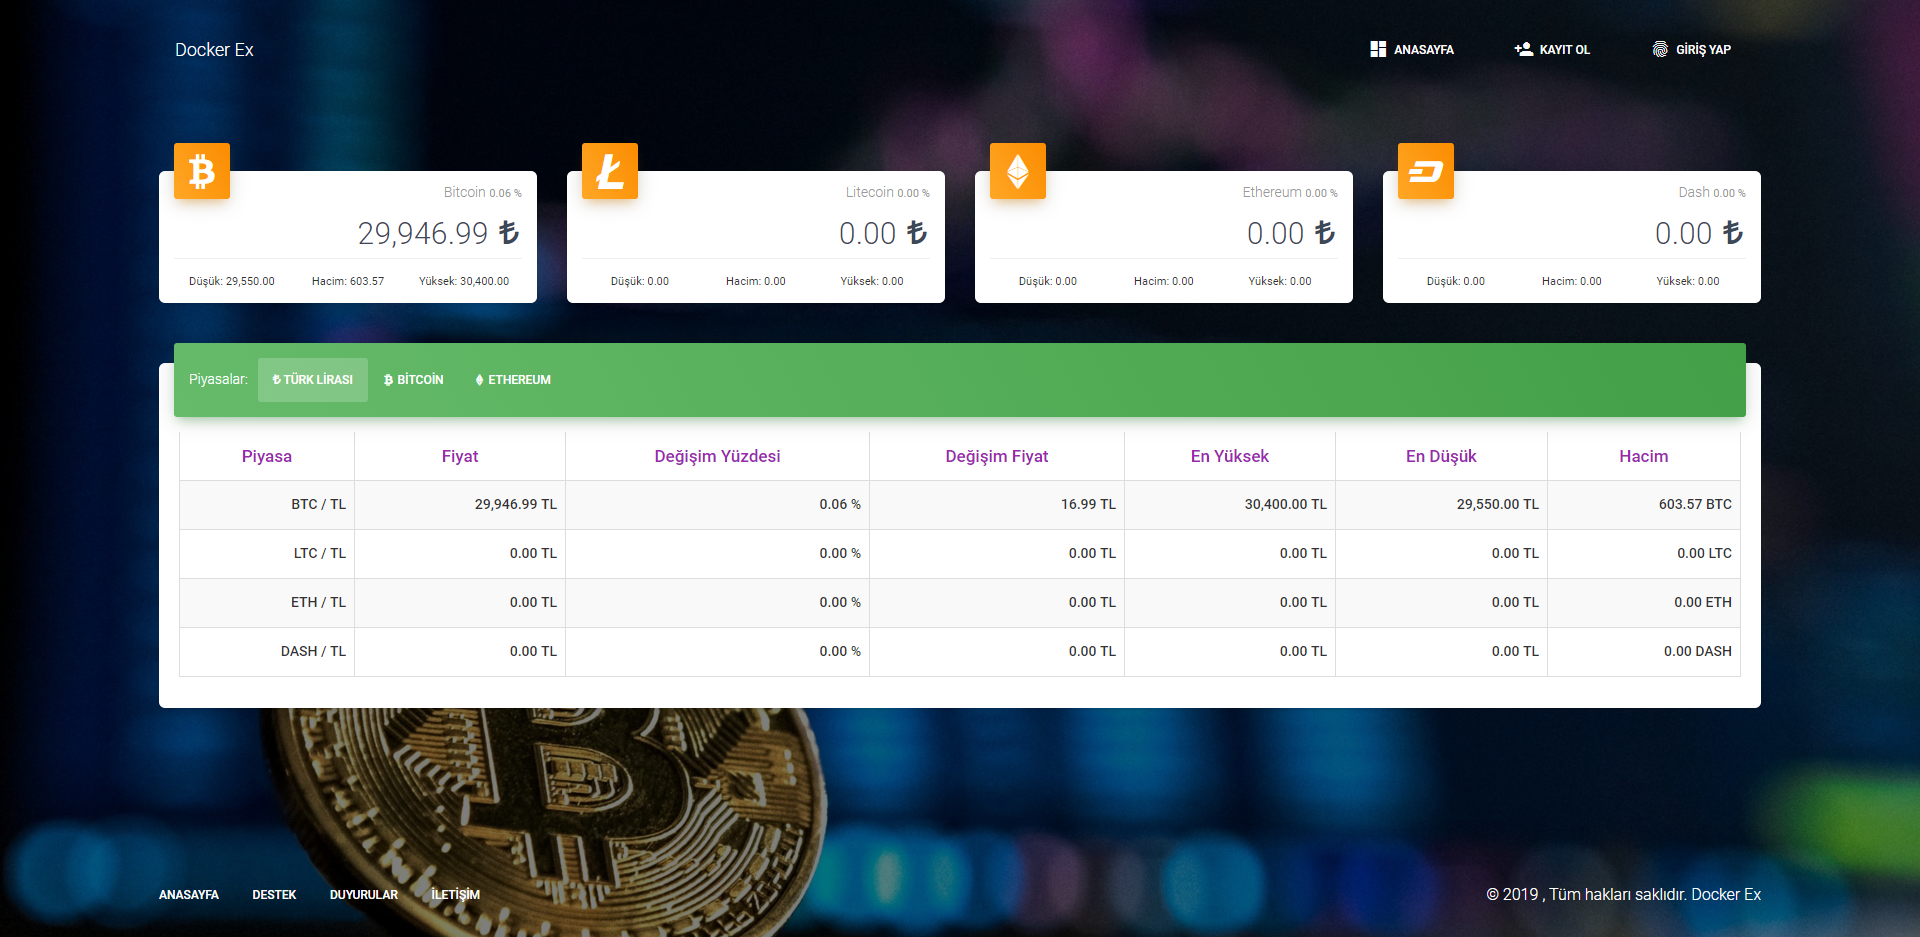 Docker Ex
ANASAYFA KAYIT OL GİRİŞ YAP
Bitcoin 0.06 %
29,946.99 ₺
Düşük: 29,550.00 Hacim: 603.57 Yüksek: 30,400.00
Litecoin 0.00 %
0.00 ₺
Düşük: 0.00 Hacim: 0.00 Yüksek: 0.00
Ethereum 0.00 %
0.00 ₺
Düşük: 0.00 Hacim: 0.00 Yüksek: 0.00
Dash 0.00 %
0.00 ₺
Düşük: 0.00 Hacim: 0.00 Yüksek: 0.00
Piyasalar: ₺ TÜRK LİRASI BİTCOİN ETHEREUM
Piyasa Fiyat Değişim Yüzdesi Değişim Fiyat En Yüksek En Düşük Hacim
BTC / TL 29,946.99 TL 0.06 % 16.99 TL 30,400.00 TL 29,550.00 TL 603.57 BTC
LTC / TL 0.00 TL 0.00 % 0.00 TL 0.00 TL 0.00 TL 0.00 LTC
ETH / TL 0.00 TL 0.00 % 0.00 TL 0.00 TL 0.00 TL 0.00 ETH
DASH / TL 0.00 TL 0.00 % 0.00 TL 0.00 TL 0.00 TL 0.00 DASH
ANASAYFA DESTEK DUYURULAR İLETİŞİM
© 2019 , Tüm hakları saklıdır. Docker Ex